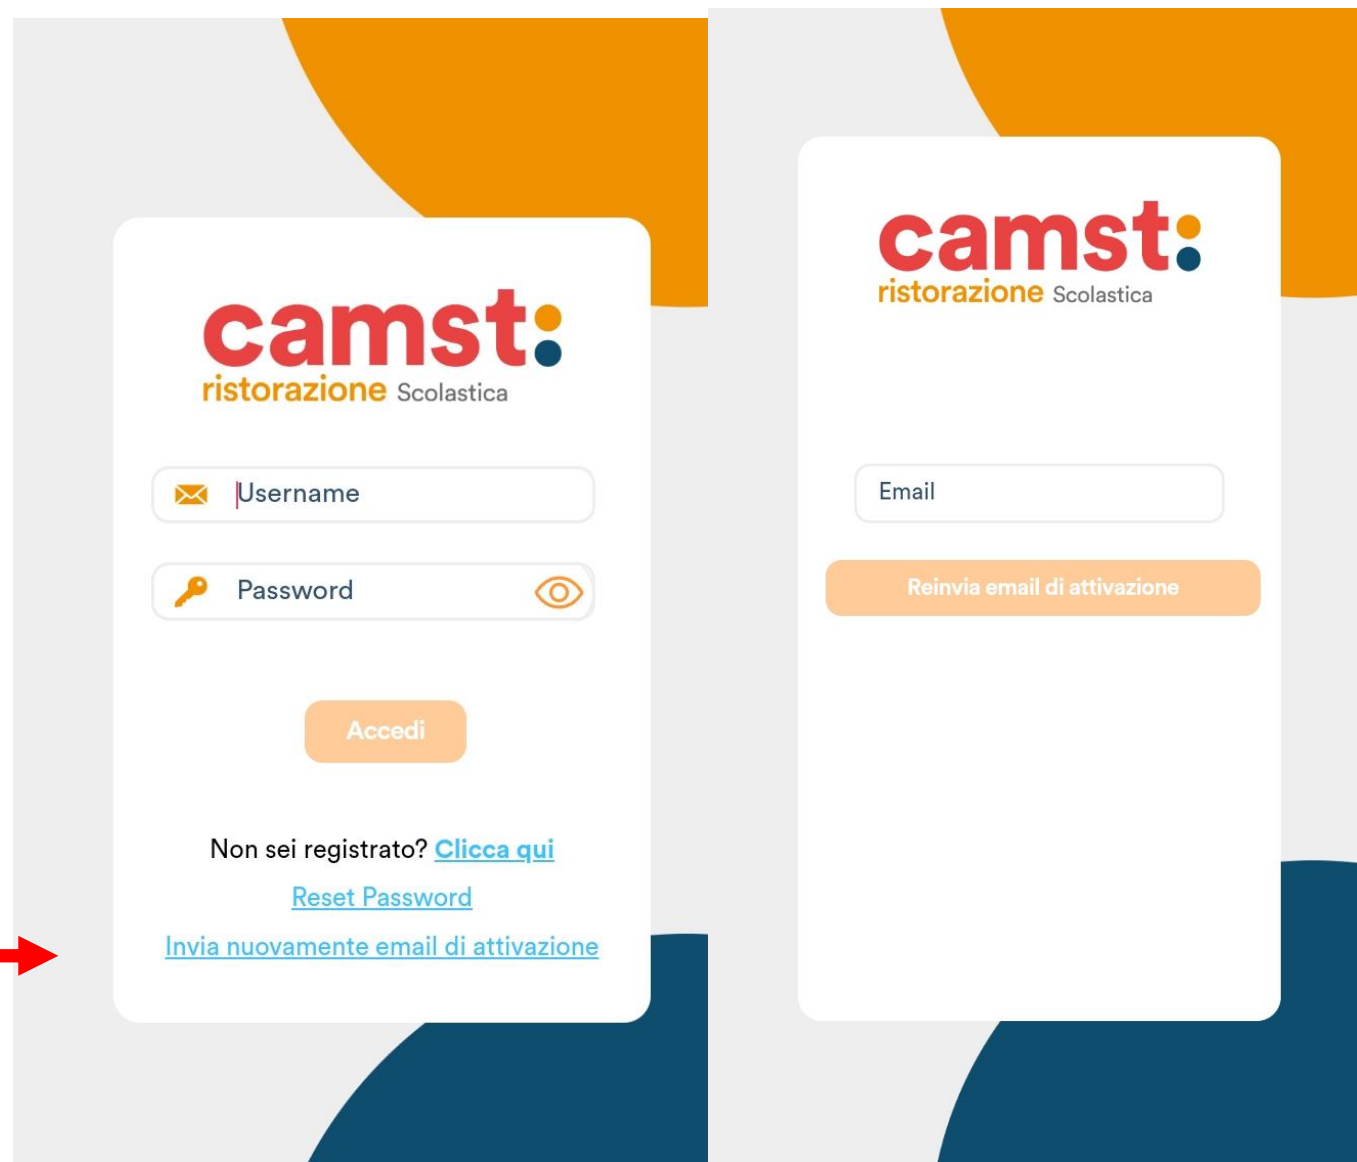 camst:
ristorazione Scolastica
Username
Password
Accedi
Non sei registrato? Clicca qui
Reset Password
Invia nuovamente email di attivazione
camst:
ristorazione Scolastica
Email
Reinvia email di attivazione